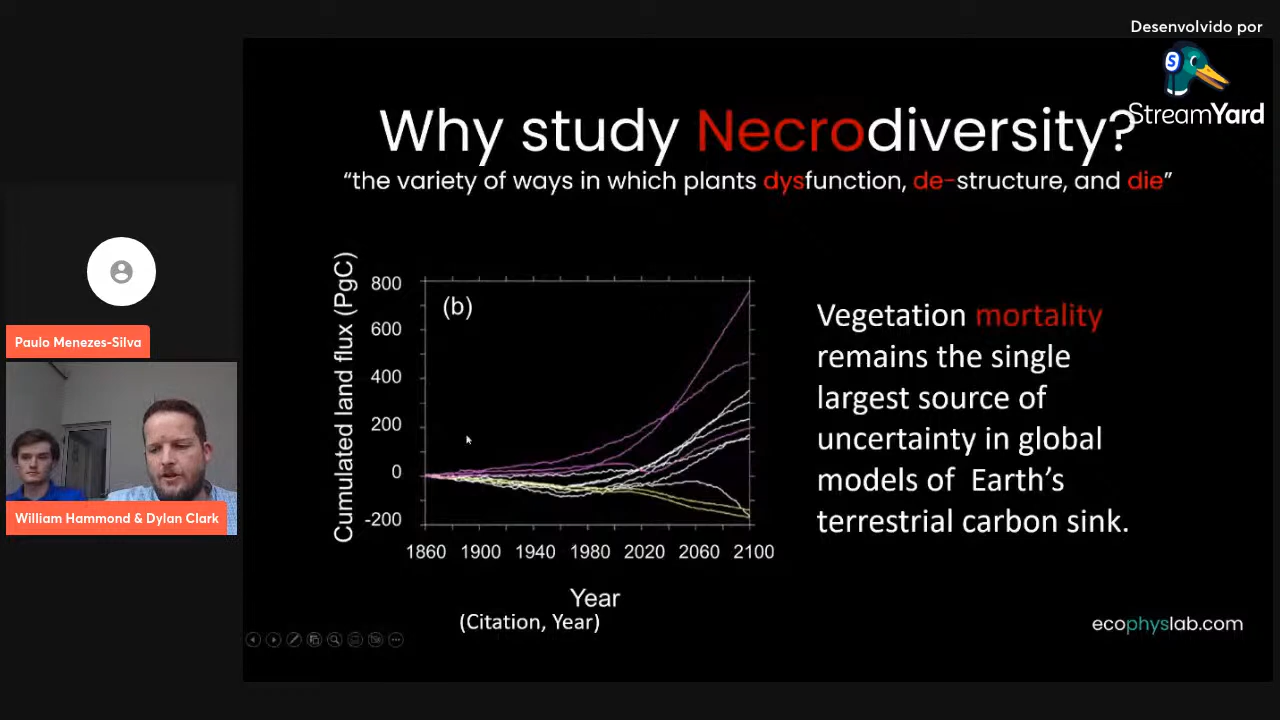 Desenvolvido por
StreamYard
Why study Necrodiversity?
“the variety of ways in which plants dysfunction, de-structure, and die”
Paulo Menezes-Silva
William Hammond & Dylan Clark
Cumulated land flux (PgC)
800
600
400
200
0
-200
(b)
1860 1900 1940 1980 2020 2060 2100
Year
(Citation, Year)
Vegetation mortality
remains the single
largest source of
uncertainty in global
models of Earth’s
terrestrial carbon sink.
ecophyslab.com